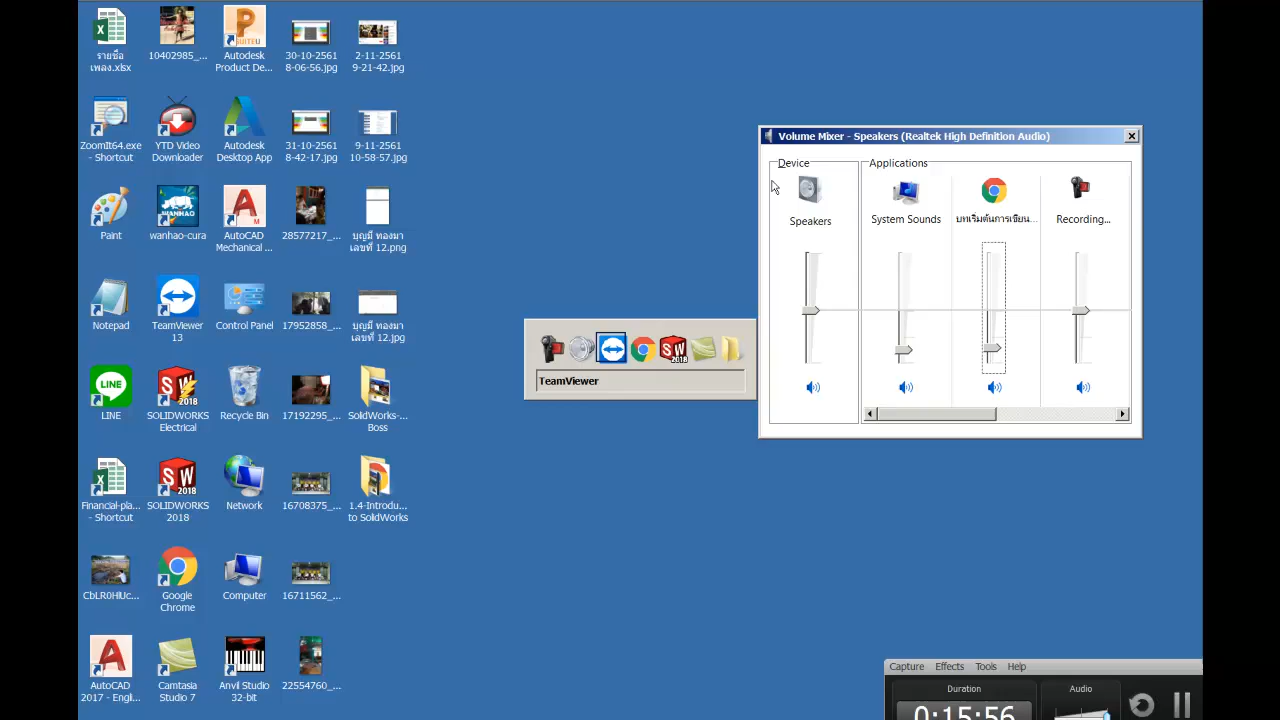 รายชื่อ
เพลง.xlsx
10402985_...
Autodesk
Product De...
30-10-2561
8-06-56.jpg
2-11-2561
9-21-42.jpg
ZoomIt64.exe
- Shortcut
YTD Video
Downloader
Autodesk
Desktop App
31-10-2561
8-42-17.jpg
9-11-2561
10-58-57.jpg
Paint
wanhao-cura
AutoCAD
Mechanical ...
28577217_...
บุญมี ทองมา
เลขที่ 12.png
Notepad
TeamViewer
13
Control Panel
17952858_...
บุญมี ทองมา
เลขที่ 12.jpg
LINE
SOLIDWORKS
Electrical
Recycle Bin
17192295_...
SolidWorks-...
Boss
Financial-pla...
- Shortcut
SOLIDWORKS
2018
Network
16708375_...
1.4-Introdu...
to SolidWorks
CbLR0HlUc...
Google
Chrome
Computer
16711562_...
AutoCAD
2017 - Engl...
Camtasia
Studio 7
Anvil Studio
32-bit
22554760_...
TeamViewer
Volume Mixer - Speakers (Realtek High Definition Audio)
Device
Applications
Speakers
System Sounds
บทเริ่มต้นการเขียน...
Recording...
Capture Effects Tools Help
Duration
Audio
0:15:56